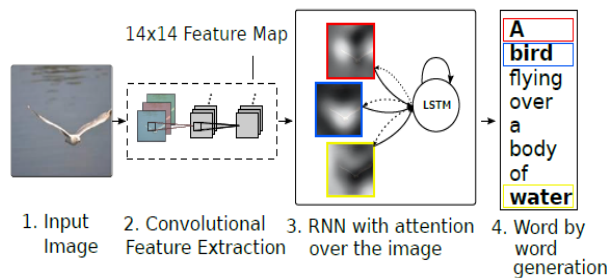 14x14 Feature Map
LSTM
A
bird
flying
over
a
body
of
water
1. Input
Image
2. Convolutional
Feature Extraction
3. RNN with attention
over the image
4. Word by
word
generation